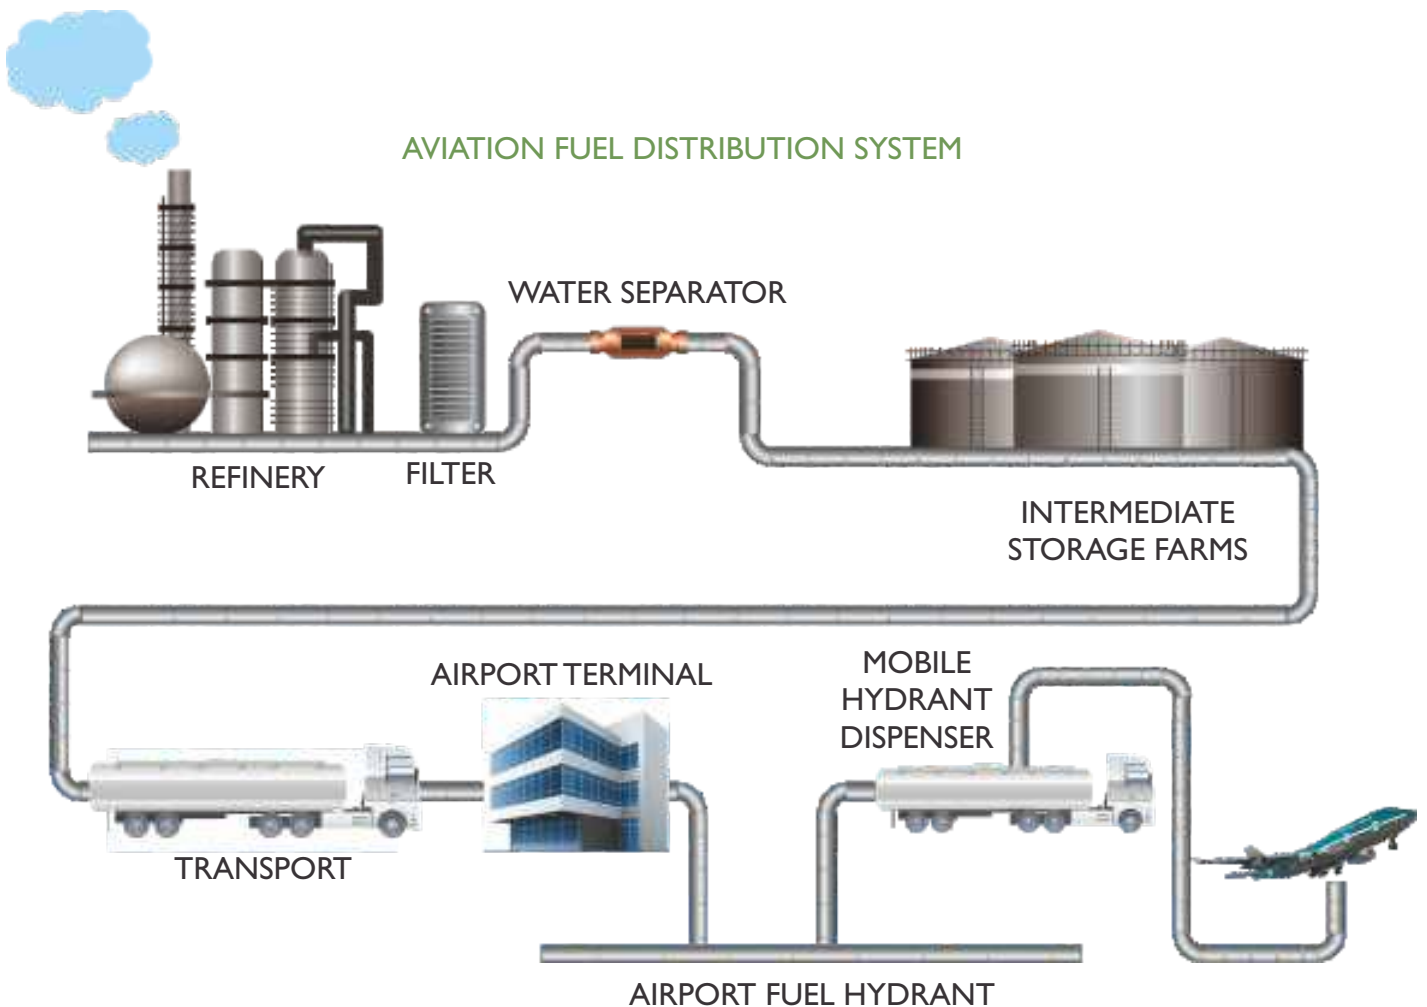 AVIATION FUEL DISTRIBUTION SYSTEM
WATER SEPARATOR
REFINERY
FILTER
INTERMEDIATE
STORAGE FARMS
AIRPORT TERMINAL
MOBILE
HYDRANT
DISPENSER
TRANSPORT
AIRPORT FUEL HYDRANT